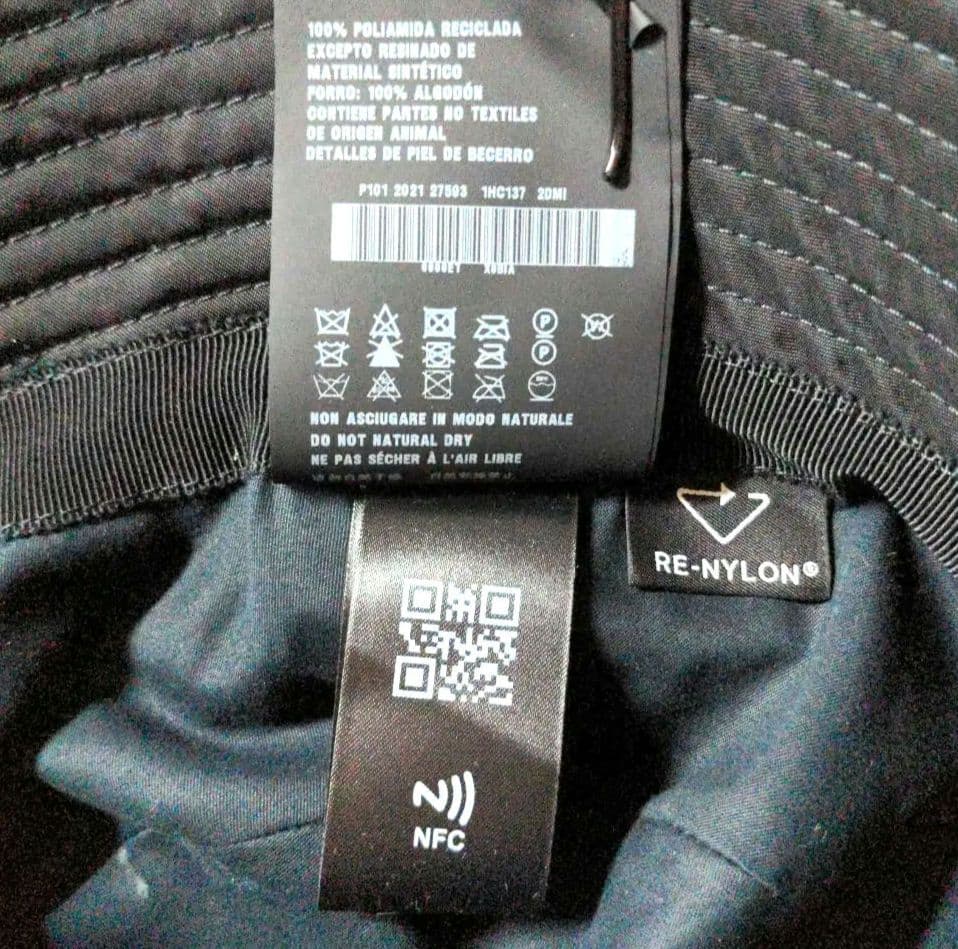 100% POLIAMIDA RECICLADA
EXCEPTO RESINADO DE
MATERIAL SINTÉTICO
FORRO: 100% ALGODÓN
CONTIENE PARTES NO TEXTILES
DE ORIGEN ANIMAL
DETALLES DE PIEL DE BECERRO
P101 2021 27593 1HC137 2DMI
P
P
NON ASCIUGARE IN MODO NATURALE
DO NOT NATURAL DRY
NE PAS SÉCHER À L'AIR LIBRE
RE-NYLON®
NFC